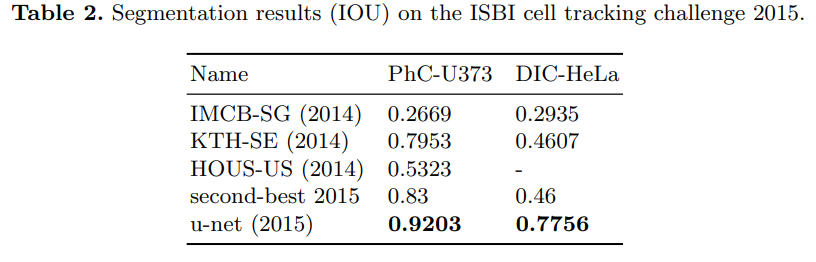 Table 2. Segmentation results (IOU) on the ISBI cell tracking challenge 2015.
Name PhC-U373 DIC-HeLa
IMCB-SG (2014) 0.2669 0.2935
KTH-SE (2014) 0.7953 0.4607
HOUS-US (2014) 0.5323 -
second-best 2015 0.83 0.46
u-net (2015) 0.9203 0.7756